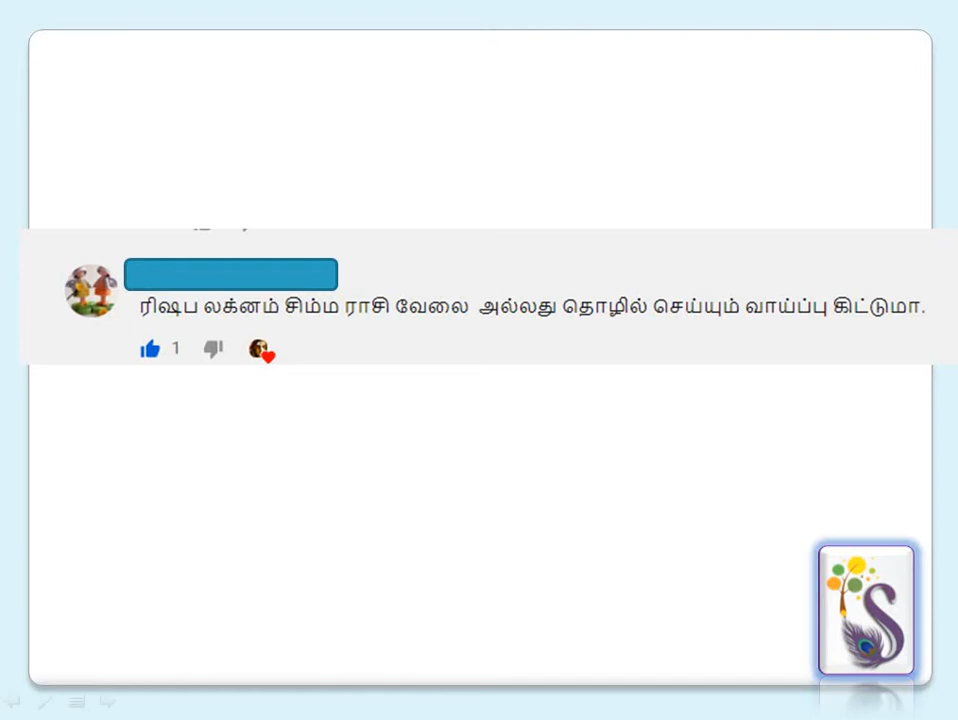 ரிஷப லக்னம் சிம்ம ராசி வேலை அல்லது தொழில் செய்யும் வாய்ப்பு கிட்டுமா.
1